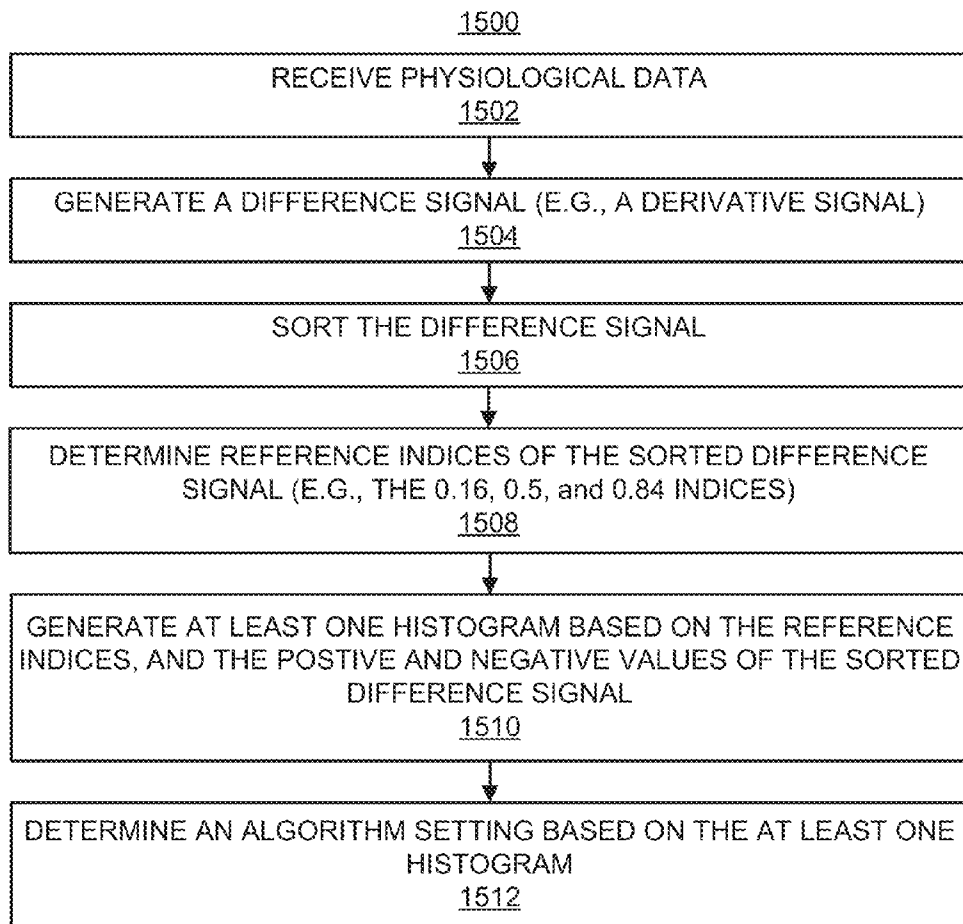 1500
RECEIVE PHYSIOLOGICAL DATA
1502
GENERATE A DIFFERENCE SIGNAL (E.G., A DERIVATIVE SIGNAL)
1504
SORT THE DIFFERENCE SIGNAL
1506
DETERMINE REFERENCE INDICES OF THE SORTED DIFFERENCE
SIGNAL (E.G., THE 0.16, 0.5, and 0.84 INDICES)
1508
GENERATE AT LEAST ONE HISTOGRAM BASED ON THE REFERENCE
INDICES, AND THE POSTIVE AND NEGATIVE VALUES OF THE SORTED
DIFFERENCE SIGNAL
1510
DETERMINE AN ALGORITHM SETTING BASED ON THE AT LEAST ONE
HISTOGRAM
1512